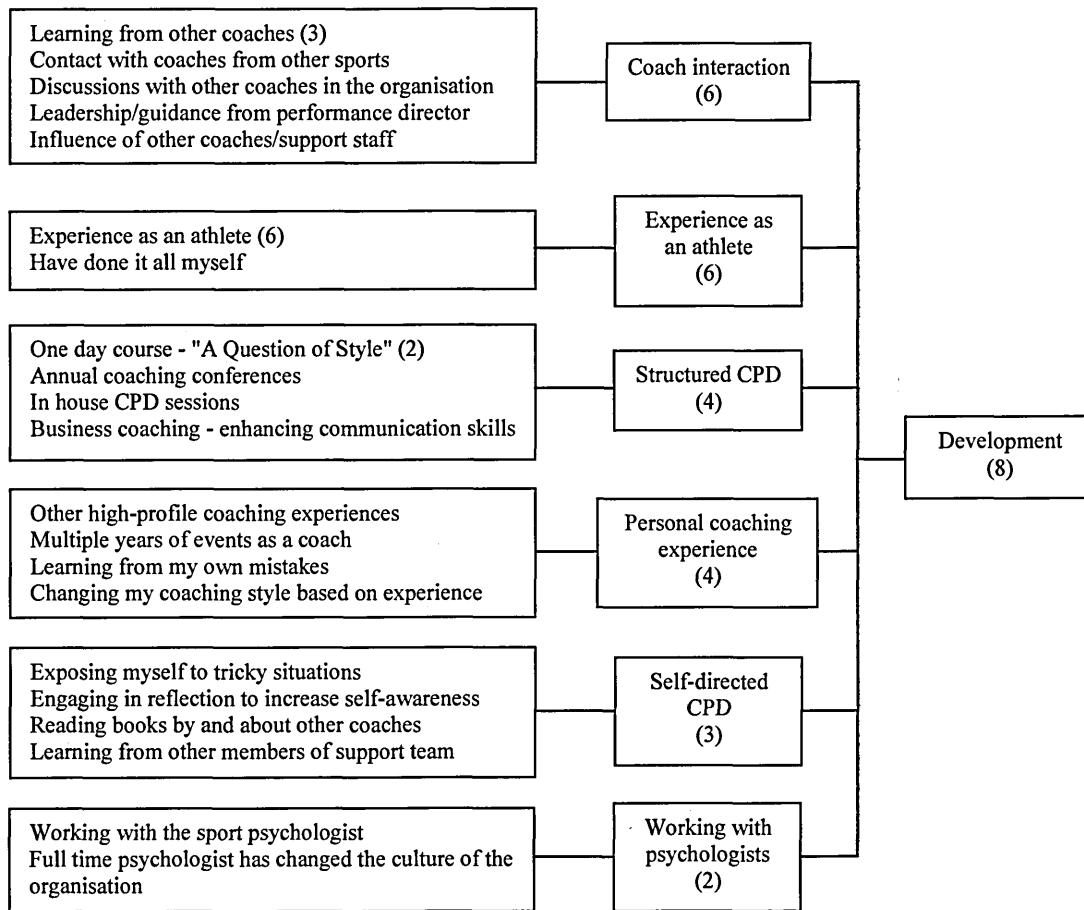 Learning from other coaches (3)
Contact with coaches from other sports
Discussions with other coaches in the organisation
Leadership/guidance from performance director
Influence of other coaches/support staff
Coach interaction
(6)
Experience as an athlete (6)
Have done it all myself
Experience as
an athlete
(6)
One day course - "A Question of Style" (2)
Annual coaching conferences
In house CPD sessions
Business coaching - enhancing communication skills
Structured CPD
(4)
Development
(8)
Other high-profile coaching experiences
Multiple years of events as a coach
Learning from my own mistakes
Changing my coaching style based on experience
Personal coaching
experience
(4)
Exposing myself to tricky situations
Engaging in reflection to increase self-awareness
Reading books by and about other coaches
Learning from other members of support team
Self-directed
CPD
(3)
Working with the sport psychologist
Full time psychologist has changed the culture of the
organisation
Working with
psychologists
(2)